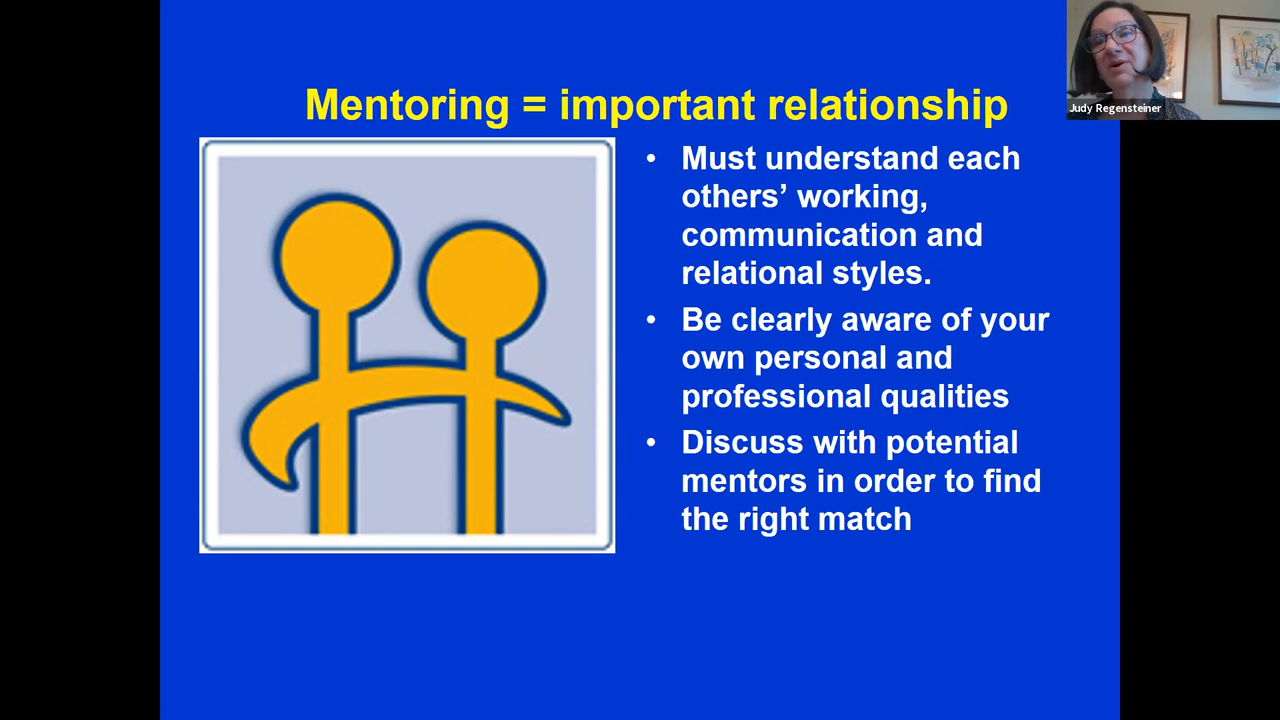 Mentoring = important relationship
• Must understand each
others’ working,
communication and
relational styles.
• Be clearly aware of your
own personal and
professional qualities
• Discuss with potential
mentors in order to find
the right match
Judy Regensteiner